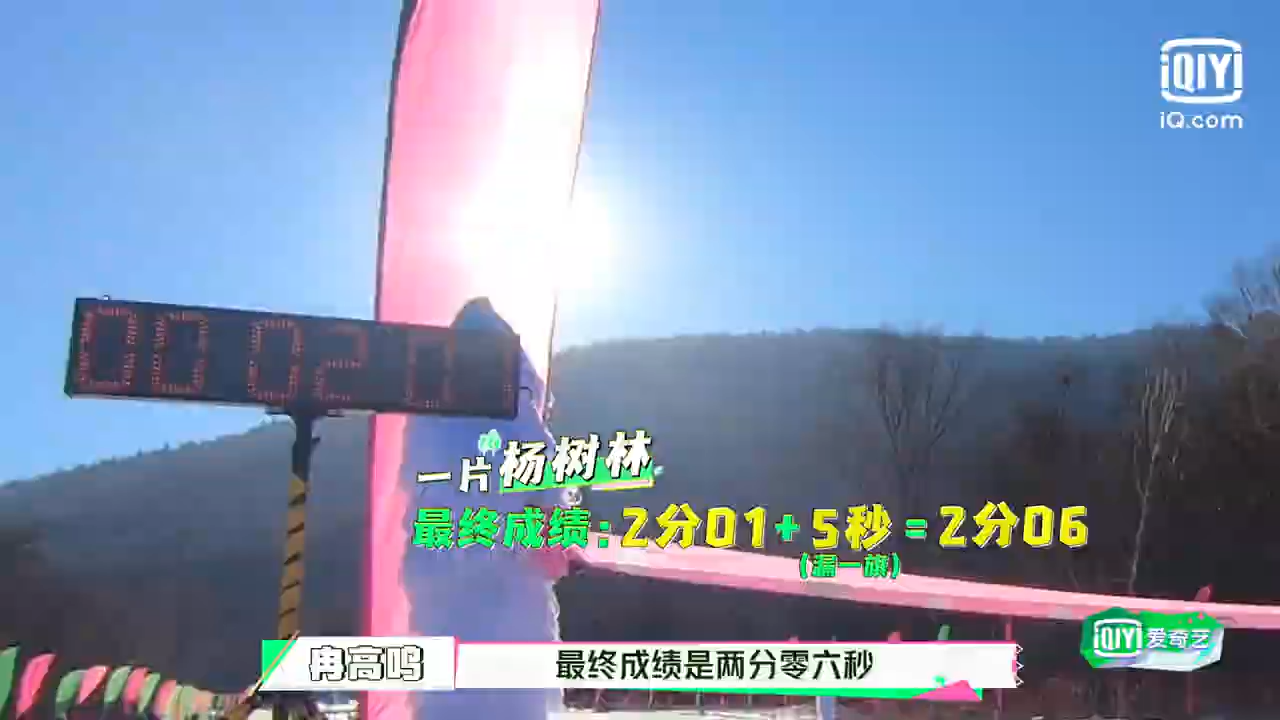 iQIYI
iQ.com
00 02 01
一片杨树林
最终成绩:2分01+5秒=2分06
(漏一旗)
iQIYI 爱奇艺
冉高鸣
最终成绩是两分零六秒